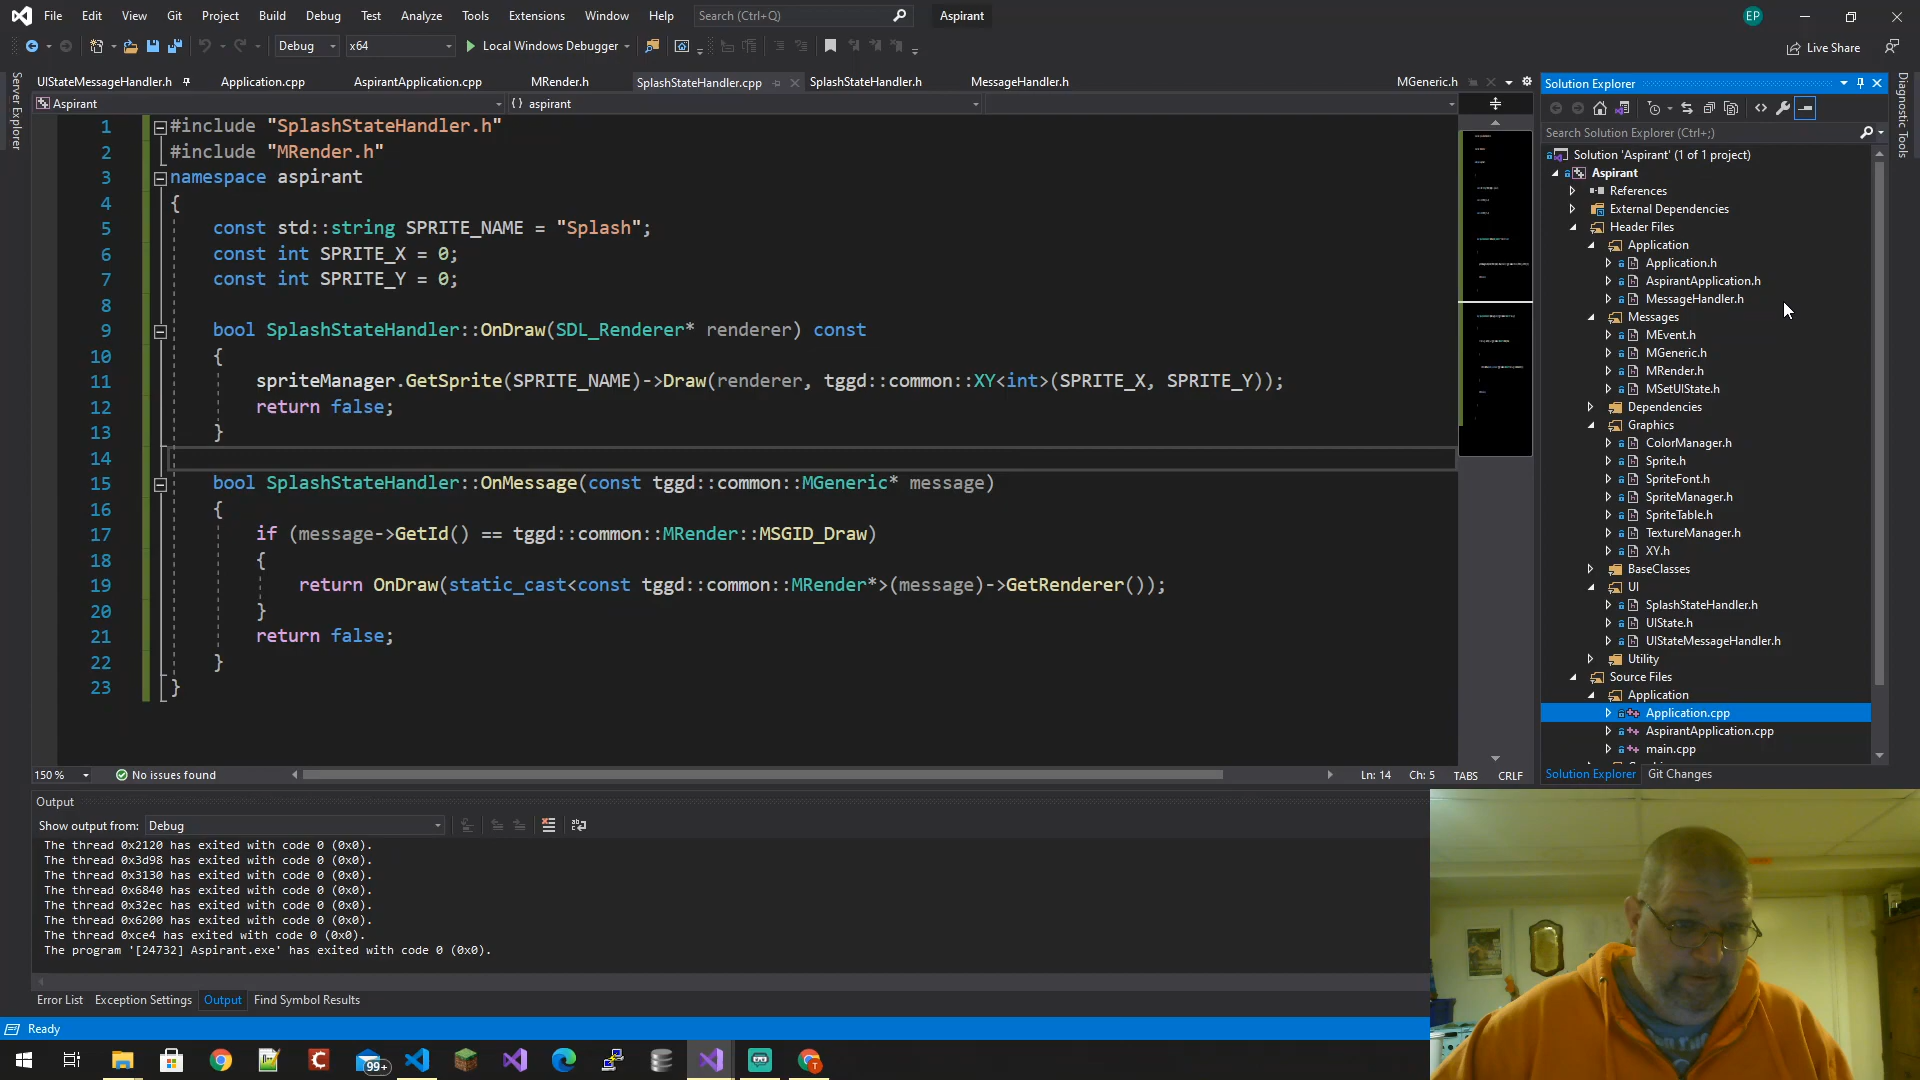 File Edit View Git Project Build Debug Test Analyze Tools Extensions Window Help Search (Ctrl+Q) Aspirant EP
Debug x64 Local Windows Debugger Live Share
UIStateMessageHandler.h Application.cpp AspirantApplication.cpp MRender.h SplashStateHandler.cpp SplashStateHandler.h MessageHandler.h MGeneric.h
Aspirant aspirant
Server Explorer
Diagnostic Tools
1 #include "SplashStateHandler.h"
2 #include "MRender.h"
3 namespace aspirant
4 {
5 const std::string SPRITE_NAME = "Splash";
6 const int SPRITE_X = 0;
7 const int SPRITE_Y = 0;
8
9 bool SplashStateHandler::OnDraw(SDL_Renderer* renderer) const
10 {
11 spriteManager.GetSprite(SPRITE_NAME)->Draw(renderer, tggd::common::XY<int>(SPRITE_X, SPRITE_Y));
12 return false;
13 }
14
15 bool SplashStateHandler::OnMessage(const tggd::common::MGeneric* message)
16 {
17 if (message->GetId() == tggd::common::MRender::MSGID_Draw)
18 {
19 return OnDraw(static_cast<const tggd::common::MRender*>(message)->GetRenderer());
20 }
21 return false;
22 }
23 }
150 % No issues found Ln: 14 Ch: 5 TABS CRLF
Solution Explorer
Search Solution Explorer (Ctrl+;)
Solution 'Aspirant' (1 of 1 project)
Aspirant
References
External Dependencies
Header Files
Application
Application.h
AspirantApplication.h
MessageHandler.h
Messages
MEvent.h
MGeneric.h
MRender.h
MSetUIState.h
Dependencies
Graphics
ColorManager.h
Sprite.h
SpriteFont.h
SpriteManager.h
SpriteTable.h
TextureManager.h
XY.h
BaseClasses
UI
SplashStateHandler.h
UIState.h
UIStateMessageHandler.h
Utility
Source Files
Application
Application.cpp
AspirantApplication.cpp
main.cpp
Solution Explorer Git Changes
Output
Show output from: Debug
The thread 0x2120 has exited with code 0 (0x0).
The thread 0x3d98 has exited with code 0 (0x0).
The thread 0x3130 has exited with code 0 (0x0).
The thread 0x6840 has exited with code 0 (0x0).
The thread 0x32ec has exited with code 0 (0x0).
The thread 0x6200 has exited with code 0 (0x0).
The thread 0xce4 has exited with code 0 (0x0).
The program '[24732] Aspirant.exe' has exited with code 0 (0x0).
Error List Exception Settings Output Find Symbol Results
Ready
99+